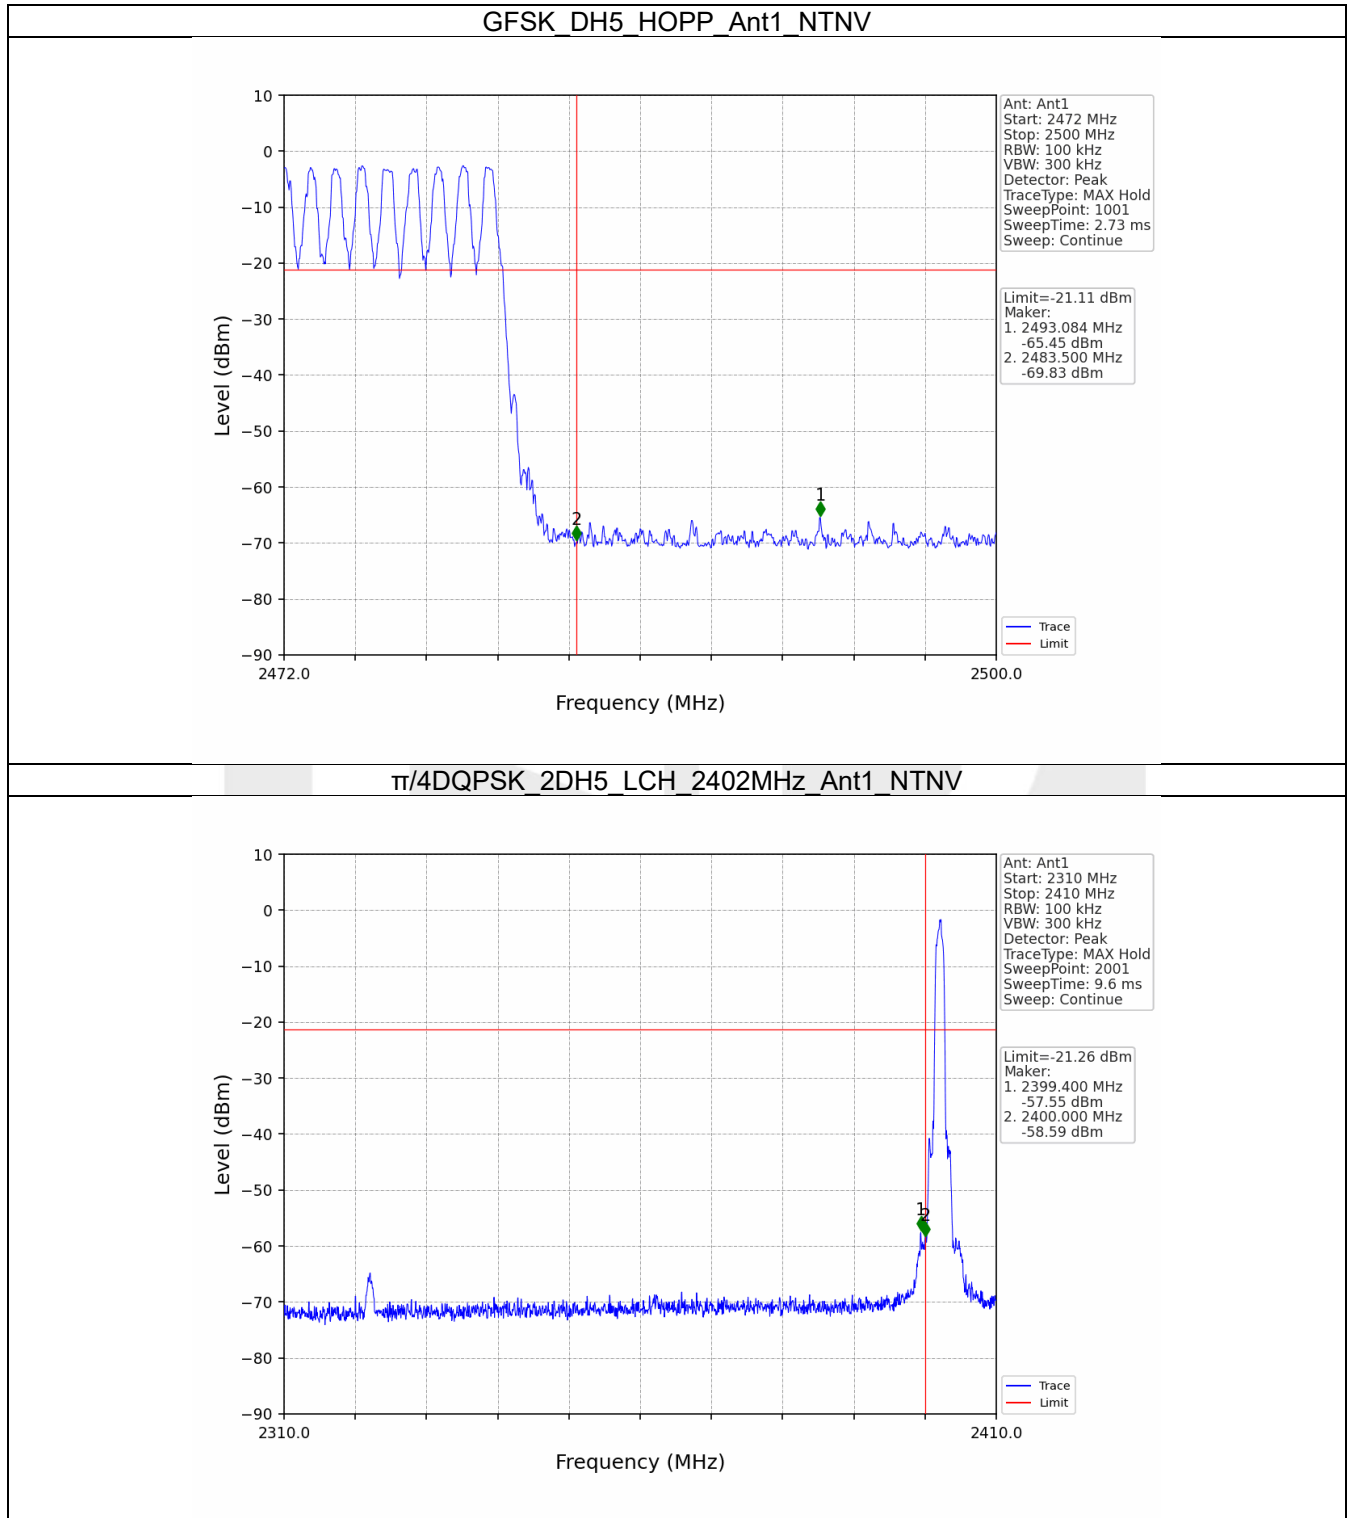 GFSK_DH5_HOPP_Ant1_NTNV
10
0
−10
−20
−30
−40
−50
−60
−70
−80
−90
Level (dBm)
2472.0
2500.0
Frequency (MHz)
2
1
Ant: Ant1
Start: 2472 MHz
Stop: 2500 MHz
RBW: 100 kHz
VBW: 300 kHz
Detector: Peak
TraceType: MAX Hold
SweepPoint: 1001
SweepTime: 2.73 ms
Sweep: Continue
Limit=-21.11 dBm
Maker:
1. 2493.084 MHz
-65.45 dBm
2. 2483.500 MHz
-69.83 dBm
Trace
Limit
π/4DQPSK_2DH5_LCH_2402MHz_Ant1_NTNV
10
0
−10
−20
−30
−40
−50
−60
−70
−80
−90
Level (dBm)
2310.0
2410.0
Frequency (MHz)
1
2
Ant: Ant1
Start: 2310 MHz
Stop: 2410 MHz
RBW: 100 kHz
VBW: 300 kHz
Detector: Peak
TraceType: MAX Hold
SweepPoint: 2001
SweepTime: 9.6 ms
Sweep: Continue
Limit=-21.26 dBm
Maker:
1. 2399.400 MHz
-57.55 dBm
2. 2400.000 MHz
-58.59 dBm
Trace
Limit